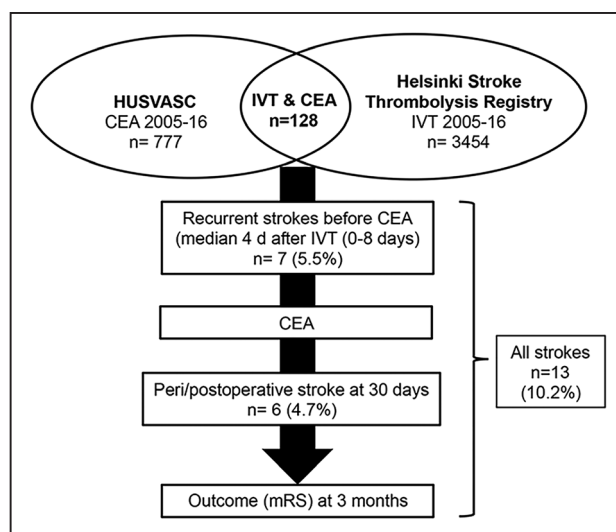 HUSVASC
CEA 2005-16
n= 777
IVT & CEA
n=128
Helsinki Stroke
Thrombolysis Registry
IVT 2005-16
n= 3454
Recurrent strokes before CEA
(median 4 d after IVT (0-8 days)
n= 7 (5.5%)
CEA
Peri/postoperative stroke at 30 days
n= 6 (4.7%)
All strokes
n=13
(10.2%)
Outcome (mRS) at 3 months